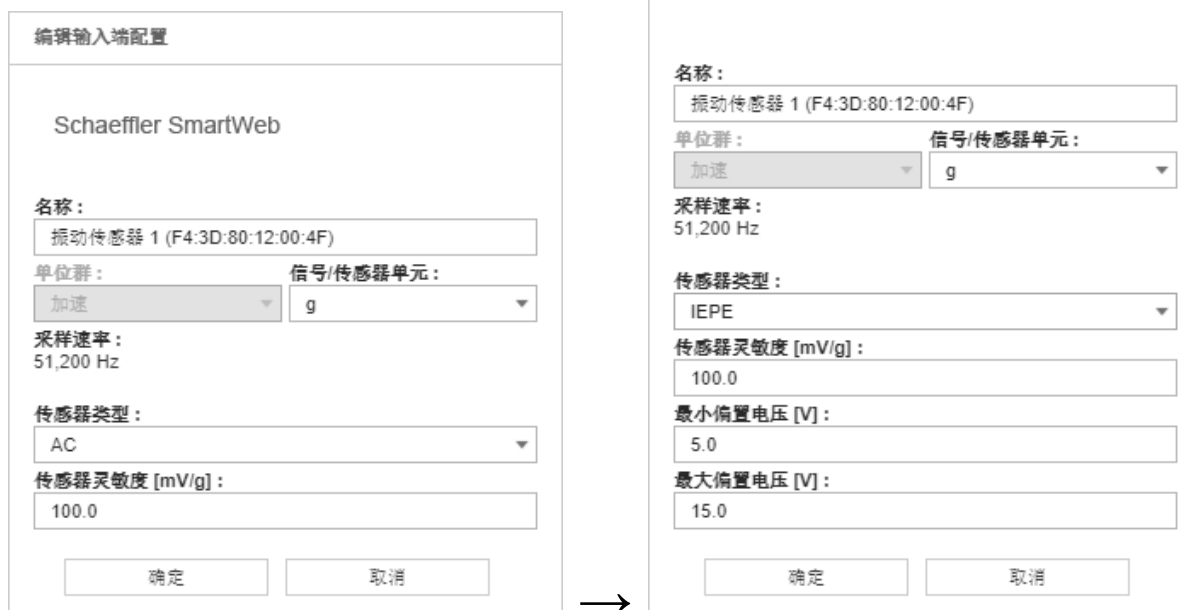 编辑输入端配置
Schaeffler SmartWeb
名称：
振动传感器 1 (F4:3D:80:12:00:4F)
单位群： 信号/传感器单元：
加速 g
采样速率：
51,200 Hz
传感器类型：
AC
传感器灵敏度 [mV/g]：
100.0
确定 取消
→
名称：
振动传感器 1 (F4:3D:80:12:00:4F)
单位群： 信号/传感器单元：
加速 g
采样速率：
51,200 Hz
传感器类型：
IEPE
传感器灵敏度 [mV/g]：
100.0
最小偏置电压 [V]：
5.0
最大偏置电压 [V]：
15.0
确定 取消